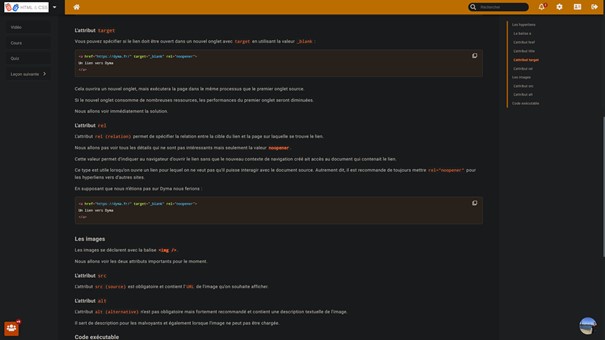 HTML & CSS
Rechercher
Vidéo
Cours
Quiz
Leçon suivante
L'attribut target
Vous pouvez spécifier si le lien doit être ouvert dans un nouvel onglet avec target en utilisant la valeur _blank :
<a href="https://dyma.fr/" target="_blank" rel="noopener">
Un lien vers Dyma
</a>
Cela ouvrira un nouvel onglet, mais exécutera la page dans le même processus que le premier onglet source.
Si le nouvel onglet consomme de nombreuses ressources, les performances du premier onglet seront diminuées.
Nous allons voir immédiatement la solution.
L'attribut rel
L'attribut rel (relation) permet de spécifier la relation entre la cible du lien et la page sur laquelle se trouve le lien.
Nous n'allons pas voir tous les détails qui ne sont pas intéressants mais seulement la valeur noopener.
Cette valeur permet d'indiquer au navigateur d'ouvrir le lien sans que le nouveau contexte de navigation créé ait accès au document qui contenait le lien.
Ce type est utile lorsqu'on ouvre un lien pour lequel on ne veut pas qu'il puisse interagir avec le document source. Autrement dit, il est recommandé de toujours mettre rel="noopener" pour
les hyperliens vers d'autres sites.
En supposant que nous n'étions pas sur Dyma nous ferions :
<a href="https://dyma.fr/" target="_blank" rel="noopener">
Un lien vers Dyma
</a>
Les images
Les images se déclarent avec la balise <img />.
Nous allons voir les deux attributs importants pour le moment.
L'attribut src
L'attribut src (source) est obligatoire et contient l'URL de l'image qu'on souhaite afficher.
L'attribut alt
L'attribut alt (alternative) n'est pas obligatoire mais fortement recommandé et contient une description textuelle de l'image.
Il sert de description pour les malvoyants et également lorsque l'image ne peut pas être chargée.
Code exécutable
Les hyperliens
La balise a
L'attribut href
L'attribut title
L'attribut target
L'attribut rel
Les images
L'attribut src
L'attribut alt
Code exécutable